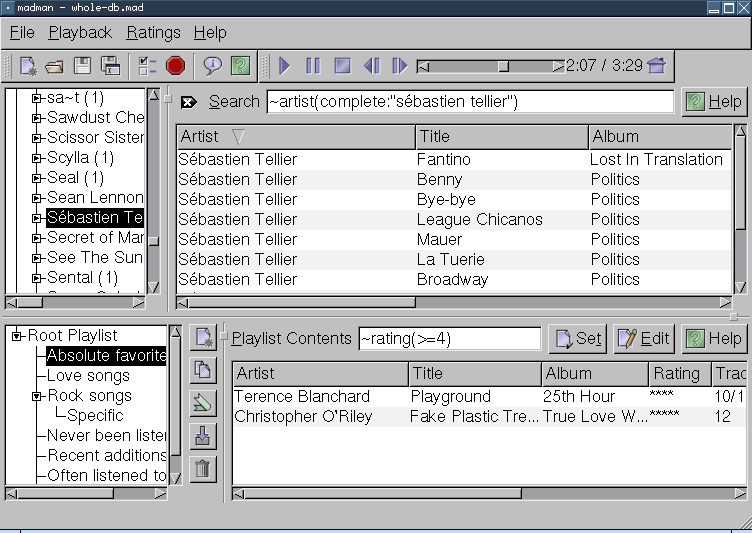 madman - whole-db.mad
File Playback Ratings Help
2:07 / 3:29
sa~t (1)
Sawdust Che
Scissor Sister
Scylla (1)
Seal (1)
Sean Lennon
Sébastien Te
Secret of Mar
See The Sun
Sental (1)
Search ~artist(complete:"sébastien tellier") Help
Artist Title Album
Sébastien Tellier Fantino Lost In Translation
Sébastien Tellier Benny Politics
Sébastien Tellier Bye-bye Politics
Sébastien Tellier League Chicanos Politics
Sébastien Tellier Mauer Politics
Sébastien Tellier La Tuerie Politics
Sébastien Tellier Broadway Politics
Root Playlist
Absolute favorite
Love songs
Rock songs
Specific
Never been lister
Recent additions
Often listened to
Playlist Contents ~rating(>=4) Set Edit Help
Artist Title Album Rating Trac
Terence Blanchard Playground 25th Hour **** 10/1
Christopher O'Riley Fake Plastic Tre... True Love W... ***** 12